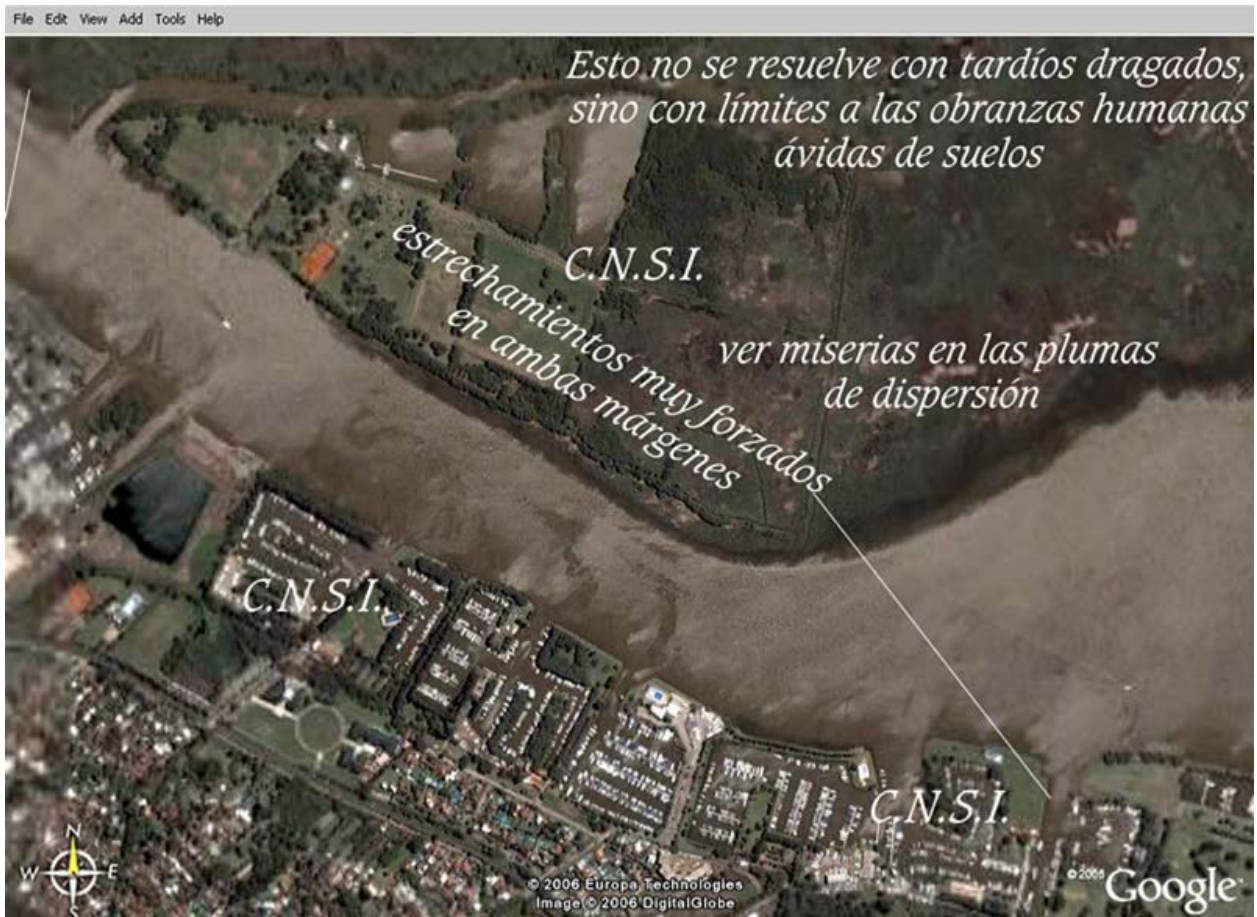 File Edit View Add Tools Help
Esto no se resuelve con tardíos dragados,
sino con límites a las obranzas humanas
ávidas de suelos
C.N.S.I.
estrechamientos muy forzados
en ambas márgenes
ver miserias en las plumas
de dispersión
C.N.S.I.
C.N.S.I.
N
W E
S
© 2006 Europa Technologies
Image © 2006 DigitalGlobe
© 2005 Google